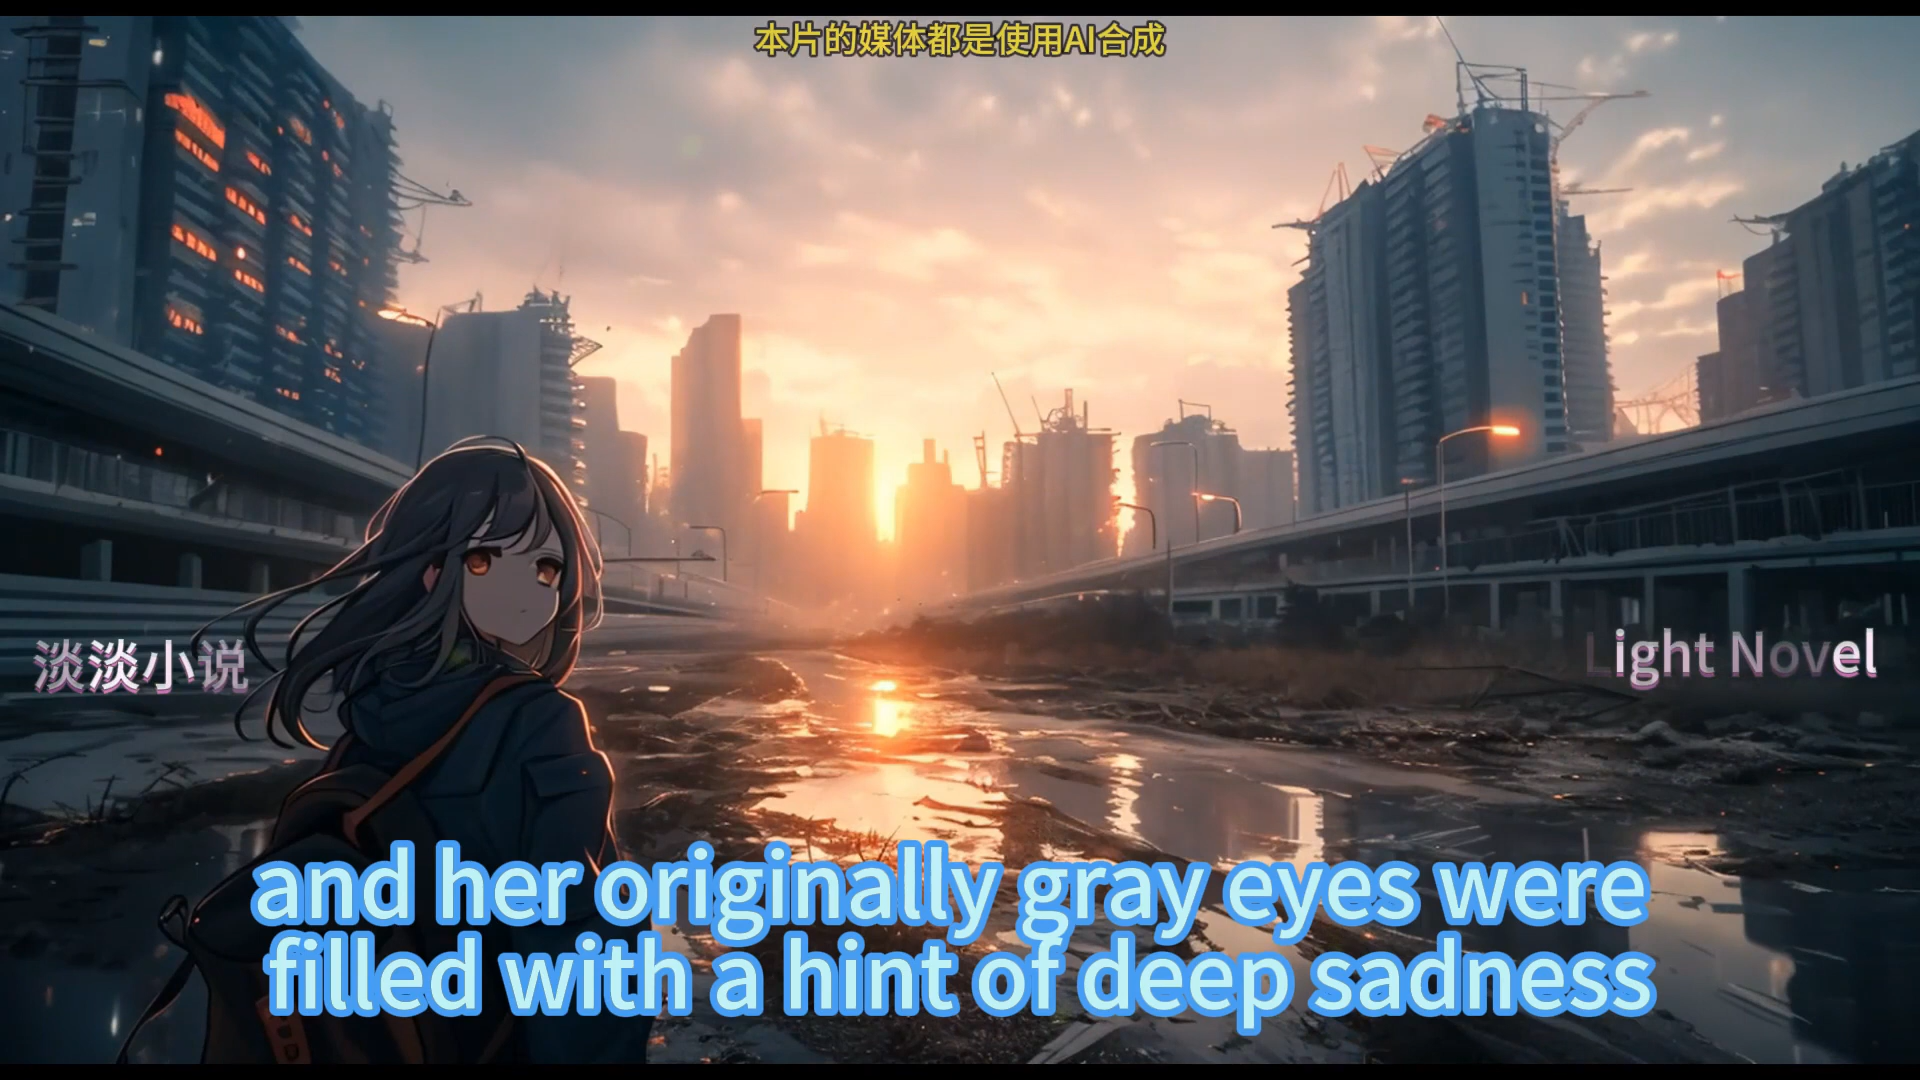 本片的媒体都是使用AI合成
淡淡小说
Light Novel
and her originally gray eyes were
filled with a hint of deep sadness